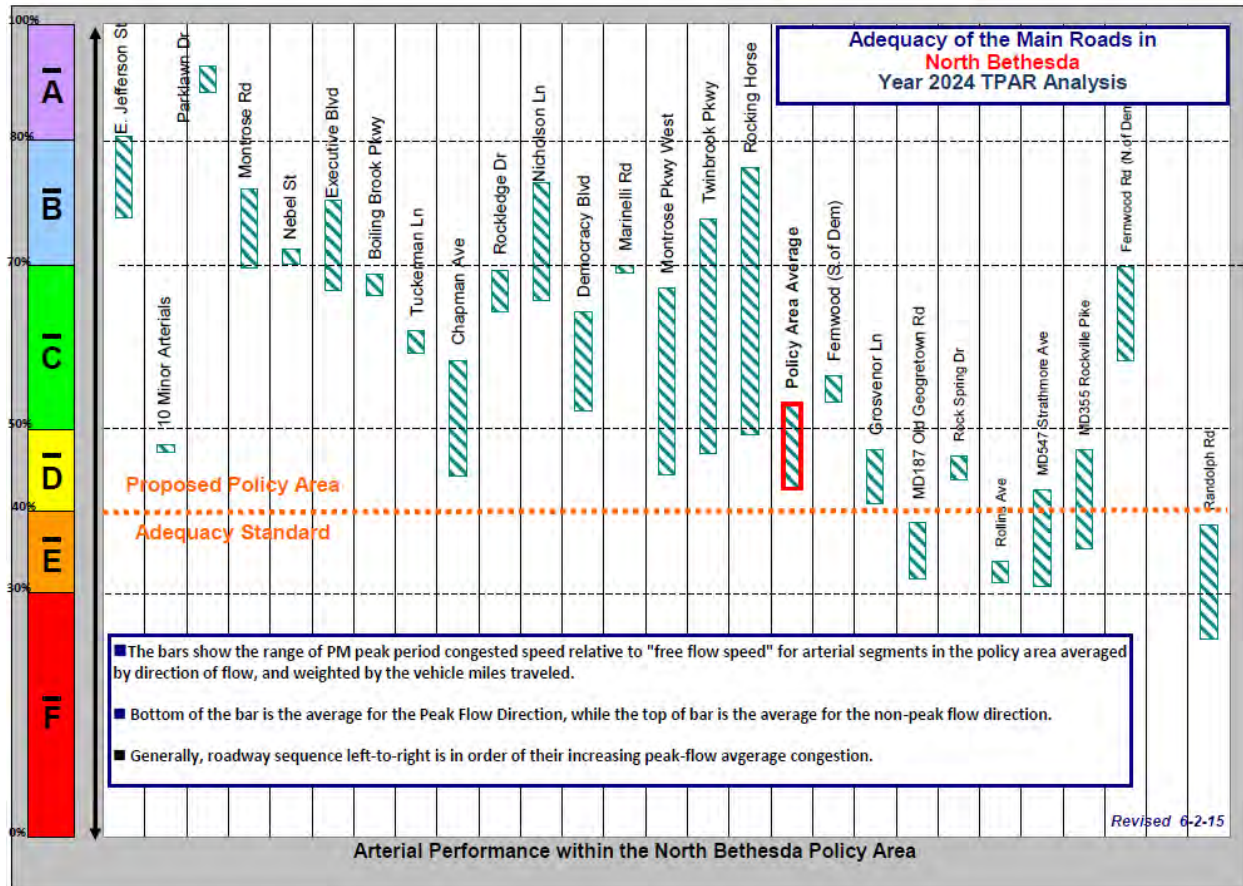 100%
80%
70%
50%
40%
30%
0%
A
B
C
D
E
F
E. Jefferson St
10 Minor Arterials
Parklawn Dr
Montrose Rd
Nebel St.
Executive Blvd
Boiling Brook Pkwy
Tuckerman Ln
Chapman Ave
Rockledge Dr
Nicholson Ln
Democracy Blvd
Marinelli Rd
Montrose Pkwy West
Twinbrook Pkwy
Rocking Horse
Policy Area Average
Fernwood (S. of Dem)
Grosvenor Ln
MD187 Old Geogretown Rd
Rock Spring Dr
Rollins Ave
MD547 Strathmore Ave
MD355 Rockville Pike
Fernwood Rd (N. of Dem)
Randolph Rd
Adequacy of the Main Roads in
North Bethesda
Year 2024 TPAR Analysis
Proposed Policy Area
Adequacy Standard
■The bars show the range of PM peak period congested speed relative to "free flow speed" for arterial segments in the policy area averaged
by direction of flow, and weighted by the vehicle miles traveled.
■ Bottom of the bar is the average for the Peak Flow Direction, while the top of bar is the average for the non-peak flow direction.
■ Generally, roadway sequence left-to-right is in order of their increasing peak-flow avgerage congestion.
Revised 6-2-15
Arterial Performance within the North Bethesda Policy Area